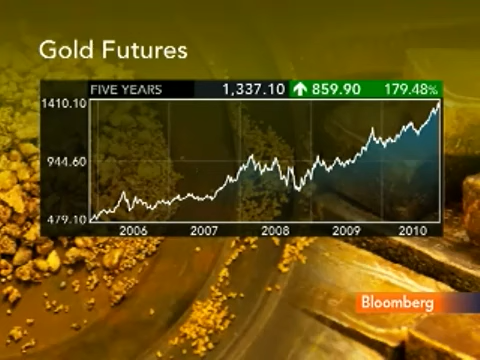 Gold Futures
FIVE YEARS 1,337.10 859.90 179.48%
1410.10
944.60
479.10
2006 2007 2008 2009 2010
Bloomberg